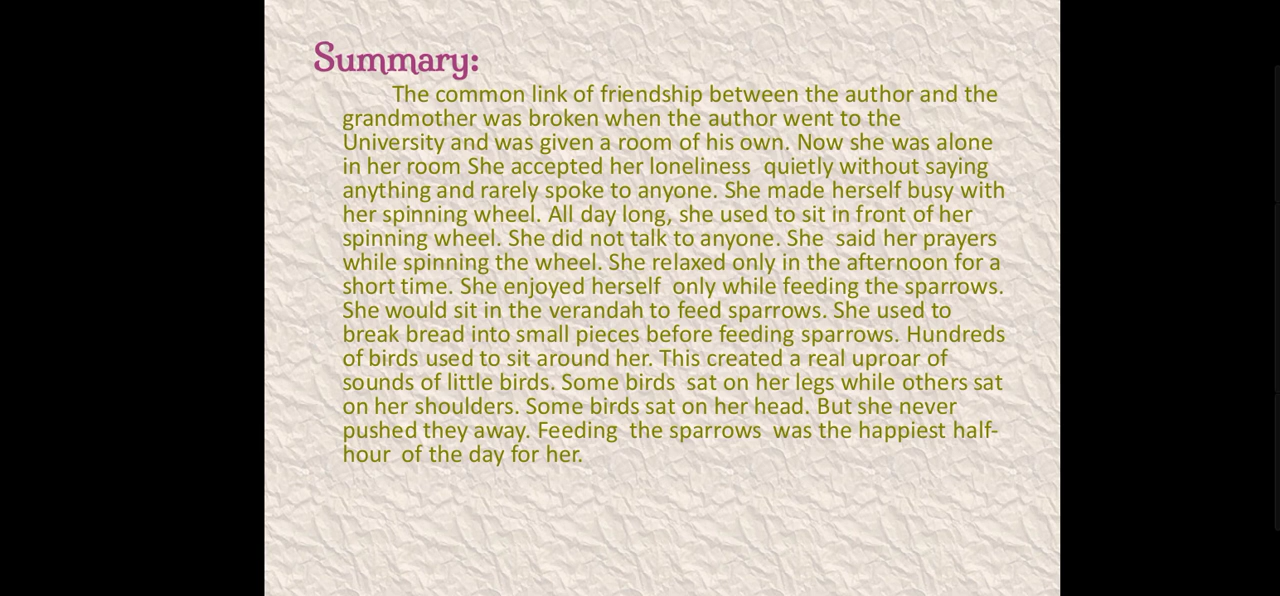 Summary:
The common link of friendship between the author and the
grandmother was broken when the author went to the
University and was given a room of his own. Now she was alone
in her room She accepted her loneliness  quietly without saying
anything and rarely spoke to anyone. She made herself busy with
her spinning wheel. All day long, she used to sit in front of her
spinning wheel. She did not talk to anyone. She  said her prayers
while spinning the wheel. She relaxed only in the afternoon for a
short time. She enjoyed herself  only while feeding the sparrows.
She would sit in the verandah to feed sparrows. She used to
break bread into small pieces before feeding sparrows. Hundreds
of birds used to sit around her. This created a real uproar of
sounds of little birds. Some birds  sat on her legs while others sat
on her shoulders. Some birds sat on her head. But she never
pushed they away. Feeding  the sparrows  was the happiest half-
hour  of the day for her.